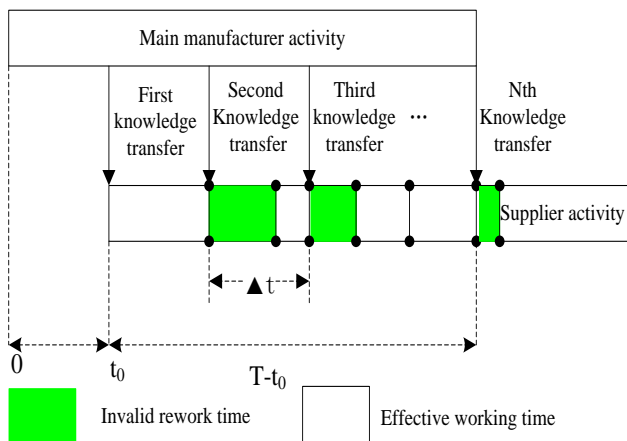 Main manufacturer activity
First
knowledge
transfer
Second
Knowledge
transfer
Third
knowledge
transfer
...
Nth
Knowledge
transfer
Supplier activity
▲t
0
t₀
T-t₀
Invalid rework time
Effective working time